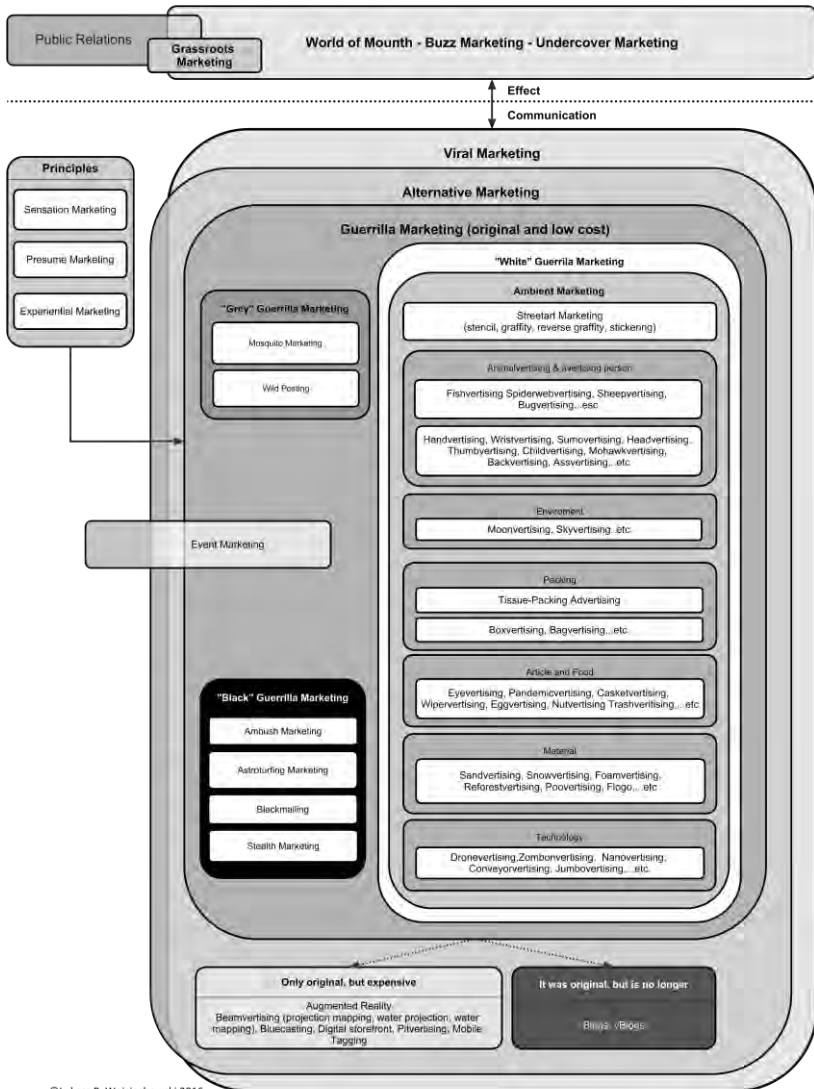 Public Relations
Grassroots
Marketing
World of Mounth - Buzz Marketing - Undercover Marketing
Effect
Communication
Principles
Sensation Marketing
Presume Marketing
Experiential Marketing
Viral Marketing
Alternative Marketing
Guerrilla Marketing (original and low cost)
"Grey" Guerrilla Marketing
Mosquito Marketing
Wild Posting
Event Marketing
"Black" Guerrilla Marketing
Ambush Marketing
Astroturfing Marketing
Blackmailing
Stealth Marketing
"White" Guerrila Marketing
Ambient Marketing
Streetart Marketing
(stencil, graffity, reverse graffity, stickering)
Animalvertising & avertising person
Fishvertising Spiderwebvertising, Sheepvertising,
Bugvertising...esc
Handvertising, Wristvertising, Sumovertising, Headvertising
Thumbvertising, Childvertising, Mohawkvertising,
Backvertising, Assvertising,..etc
Enviroment
Moonvertising, Skyvertising..etc
Packing
Tissue-Packing Advertising
Boxvertising, Bagvertising...etc
Article and Food
Eyevertising, Pandemicvertising, Casketvertising,
Wipervertising, Eggvertising, Nutvertising Trashveritising,...etc
Material
Sandvertising, Snowvertising, Foamvertising,
Reforestvertising, Poovertising, Flogo,...etc
Technology
Dronevertising,Zombonvertising, Nanovertising,
Conveyorvertising, Jumbovertising,...etc.
Only original, but expensive
Augmented Reality
Beamvertising (projection mapping, water projection, water
mapping), Bluecasting, Digital storefront, Pitvertising, Mobile
Tagging
It was original, but is no longer
Blogs, vBlogs